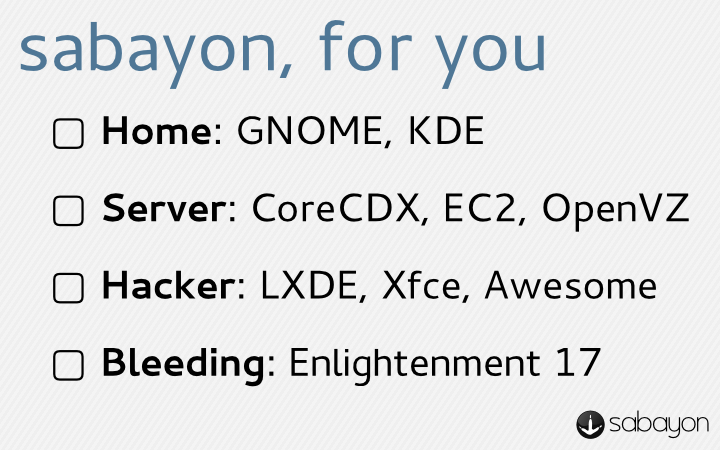 sabayon, for you
Home: GNOME, KDE
Server: CoreCDX, EC2, OpenVZ
Hacker: LXDE, Xfce, Awesome
Bleeding: Enlightenment 17
sabayon